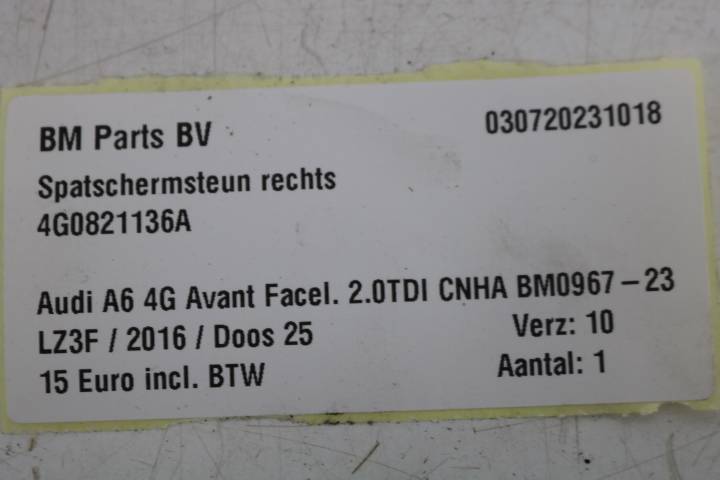 BM Parts BV 030720231018
Spatschermsteun rechts
4G0821136A
Audi A6 4G Avant Facel. 2.0TDI CNHA BM0967-23
LZ3F / 2016 / Doos 25 Verz: 10
15 Euro incl. BTW Aantal: 1